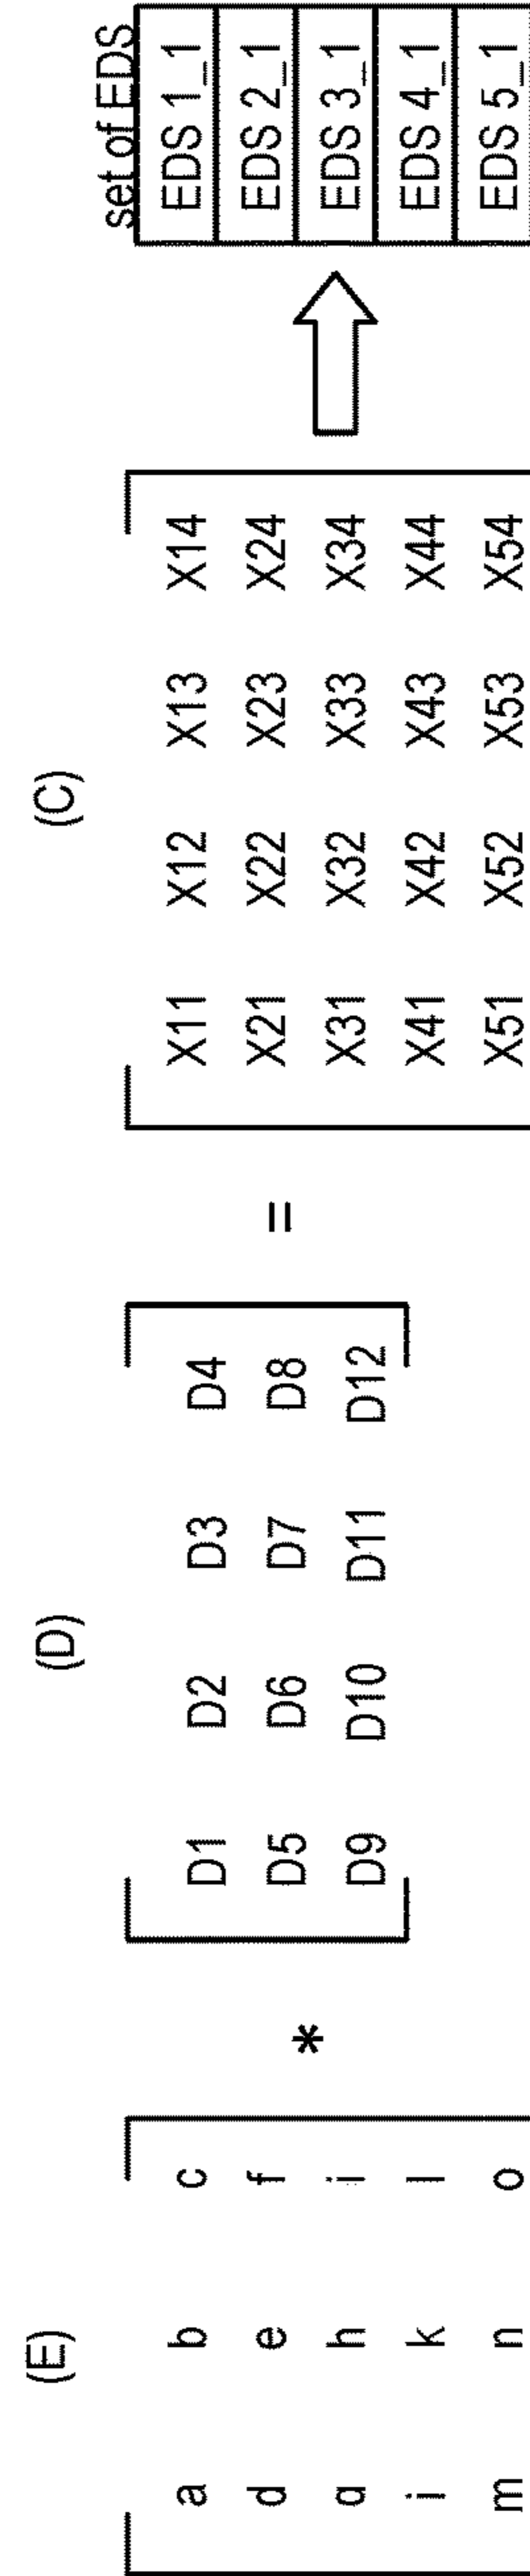 (E) (D) (C) set of EDS
a b c D1 D2 D3 D4 X11 X12 X13 X14 EDS 1_1
d e f * D5 D6 D7 D8 = X21 X22 X23 X24 EDS 2_1
g h i D9 D10 D11 D12 X31 X32 X33 X34 EDS 3_1
j k l X41 X42 X43 X44 EDS 4_1
m n o X51 X52 X53 X54 EDS 5_1